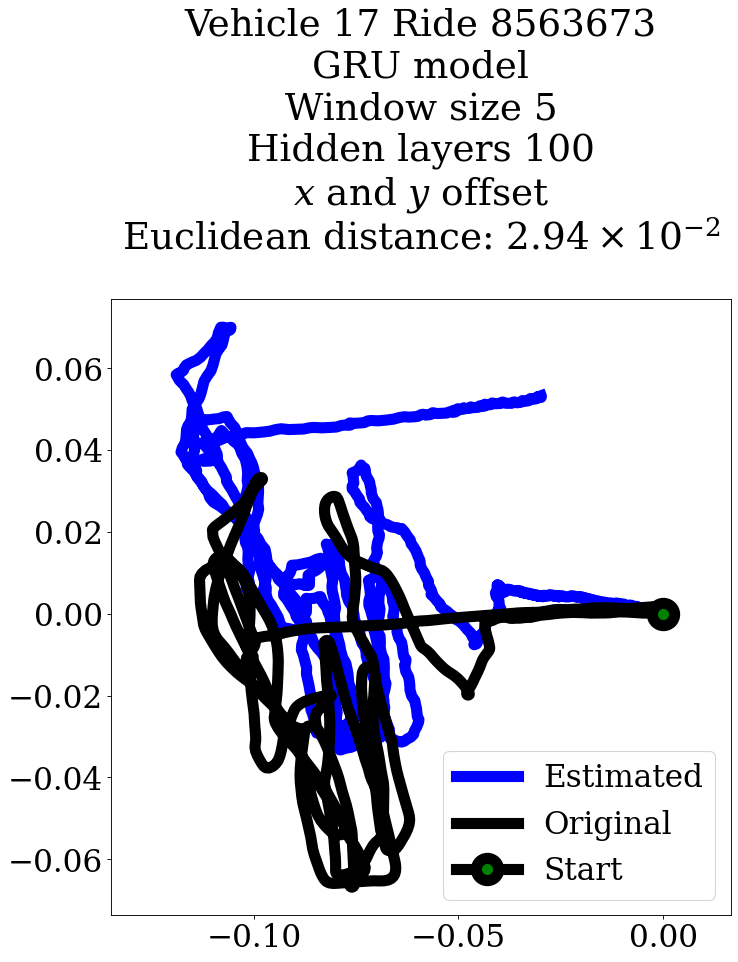 Vehicle 17 Ride 8563673
GRU model
Window size 5
Hidden layers 100
x and y offset
Euclidean distance: 2.94 × 10⁻²
0.06
0.04
0.02
0.00
−0.02
−0.04
−0.06
Estimated
Original
Start
−0.10
−0.05
0.00